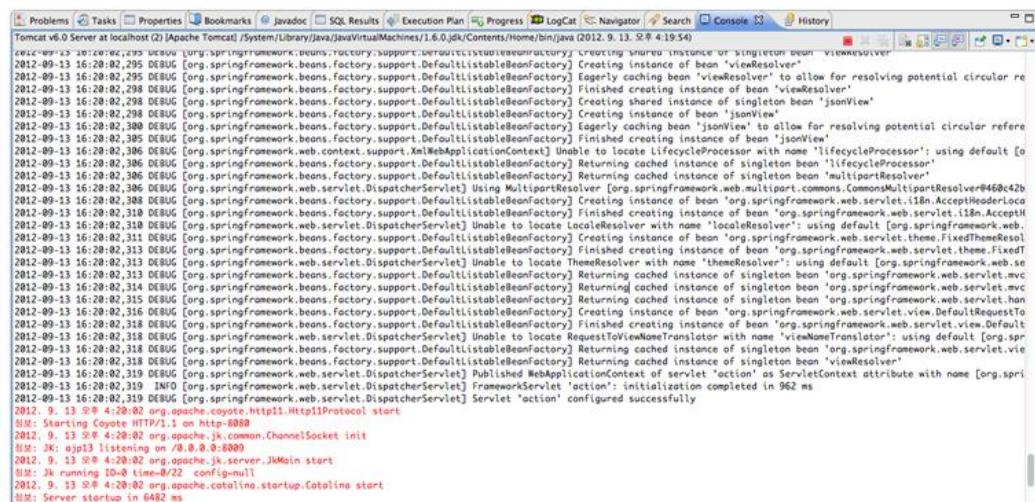 Problems Tasks Properties Bookmarks Javadoc SQL Results Execution Plan Progress LogCat Navigator Search Console History
Tomcat v6.0 Server at localhost (2) [Apache Tomcat] /System/Library/Java/JavaVirtualMachines/1.6.0.jdk/Contents/Home/bin/java (2012. 9. 13. 오후 4:19:54)
2012-09-13 16:20:02,295 DEBUG [org.springframework.beans.factory.support.DefaultListableBeanFactory] Creating shared instance of singleton bean 'viewResolver'
2012-09-13 16:20:02,295 DEBUG [org.springframework.beans.factory.support.DefaultListableBeanFactory] Creating instance of bean 'viewResolver'
2012-09-13 16:20:02,295 DEBUG [org.springframework.beans.factory.support.DefaultListableBeanFactory] Eagerly caching bean 'viewResolver' to allow for resolving potential circular re
2012-09-13 16:20:02,298 DEBUG [org.springframework.beans.factory.support.DefaultListableBeanFactory] Finished creating instance of bean 'viewResolver'
2012-09-13 16:20:02,298 DEBUG [org.springframework.beans.factory.support.DefaultListableBeanFactory] Creating shared instance of singleton bean 'jsonView'
2012-09-13 16:20:02,298 DEBUG [org.springframework.beans.factory.support.DefaultListableBeanFactory] Creating instance of bean 'jsonView'
2012-09-13 16:20:02,300 DEBUG [org.springframework.beans.factory.support.DefaultListableBeanFactory] Eagerly caching bean 'jsonView' to allow for resolving potential circular refere
2012-09-13 16:20:02,305 DEBUG [org.springframework.beans.factory.support.DefaultListableBeanFactory] Finished creating instance of bean 'jsonView'
2012-09-13 16:20:02,306 DEBUG [org.springframework.web.context.support.XmlWebApplicationContext] Unable to locate LifecycleProcessor with name 'lifecycleProcessor': using default [o
2012-09-13 16:20:02,306 DEBUG [org.springframework.beans.factory.support.DefaultListableBeanFactory] Returning cached instance of singleton bean 'lifecycleProcessor'
2012-09-13 16:20:02,306 DEBUG [org.springframework.beans.factory.support.DefaultListableBeanFactory] Returning cached instance of singleton bean 'multipartResolver'
2012-09-13 16:20:02,306 DEBUG [org.springframework.web.servlet.DispatcherServlet] Using MultipartResolver [org.springframework.web.multipart.commons.CommonsMultipartResolver@460c42b
2012-09-13 16:20:02,308 DEBUG [org.springframework.beans.factory.support.DefaultListableBeanFactory] Creating instance of bean 'org.springframework.web.servlet.i18n.AcceptHeaderLoca
2012-09-13 16:20:02,310 DEBUG [org.springframework.beans.factory.support.DefaultListableBeanFactory] Finished creating instance of bean 'org.springframework.web.servlet.i18n.AcceptH
2012-09-13 16:20:02,310 DEBUG [org.springframework.web.servlet.DispatcherServlet] Unable to locate LocaleResolver with name 'localeResolver': using default [org.springframework.web.
2012-09-13 16:20:02,311 DEBUG [org.springframework.beans.factory.support.DefaultListableBeanFactory] Creating instance of bean 'org.springframework.web.servlet.theme.FixedThemeResol
2012-09-13 16:20:02,313 DEBUG [org.springframework.beans.factory.support.DefaultListableBeanFactory] Finished creating instance of bean 'org.springframework.web.servlet.theme.FixedT
2012-09-13 16:20:02,313 DEBUG [org.springframework.web.servlet.DispatcherServlet] Unable to locate ThemeResolver with name 'themeResolver': using default [org.springframework.web.se
2012-09-13 16:20:02,313 DEBUG [org.springframework.beans.factory.support.DefaultListableBeanFactory] Returning cached instance of singleton bean 'org.springframework.web.servlet.mvc
2012-09-13 16:20:02,314 DEBUG [org.springframework.beans.factory.support.DefaultListableBeanFactory] Returning cached instance of singleton bean 'org.springframework.web.servlet.mvc
2012-09-13 16:20:02,315 DEBUG [org.springframework.beans.factory.support.DefaultListableBeanFactory] Returning cached instance of singleton bean 'org.springframework.web.servlet.han
2012-09-13 16:20:02,316 DEBUG [org.springframework.beans.factory.support.DefaultListableBeanFactory] Creating instance of bean 'org.springframework.web.servlet.view.DefaultRequestTo
2012-09-13 16:20:02,318 DEBUG [org.springframework.beans.factory.support.DefaultListableBeanFactory] Finished creating instance of bean 'org.springframework.web.servlet.view.Default
2012-09-13 16:20:02,318 DEBUG [org.springframework.web.servlet.DispatcherServlet] Unable to locate RequestToViewNameTranslator with name 'viewNameTranslator': using default [org.spr
2012-09-13 16:20:02,318 DEBUG [org.springframework.beans.factory.support.DefaultListableBeanFactory] Returning cached instance of singleton bean 'org.springframework.web.servlet.vie
2012-09-13 16:20:02,318 DEBUG [org.springframework.beans.factory.support.DefaultListableBeanFactory] Returning cached instance of singleton bean 'viewResolver'
2012-09-13 16:20:02,319 DEBUG [org.springframework.web.servlet.DispatcherServlet] Published WebApplicationContext of servlet 'action' as ServletContext attribute with name [org.spri
2012-09-13 16:20:02,319 INFO [org.springframework.web.servlet.DispatcherServlet] FrameworkServlet 'action': initialization completed in 962 ms
2012-09-13 16:20:02,319 DEBUG [org.springframework.web.servlet.DispatcherServlet] Servlet 'action' configured successfully
2012. 9. 13 오후 4:20:02 org.apache.coyote.http11.Http11Protocol start
정보: Starting Coyote HTTP/1.1 on http-8080
2012. 9. 13 오후 4:20:02 org.apache.jk.common.ChannelSocket init
정보: JK: ajp13 listening on /0.0.0.0:8009
2012. 9. 13 오후 4:20:02 org.apache.jk.server.JkMain start
정보: Jk running ID=0 time=0/22 config=null
2012. 9. 13 오후 4:20:02 org.apache.catalina.startup.Catalina start
정보: Server startup in 6482 ms